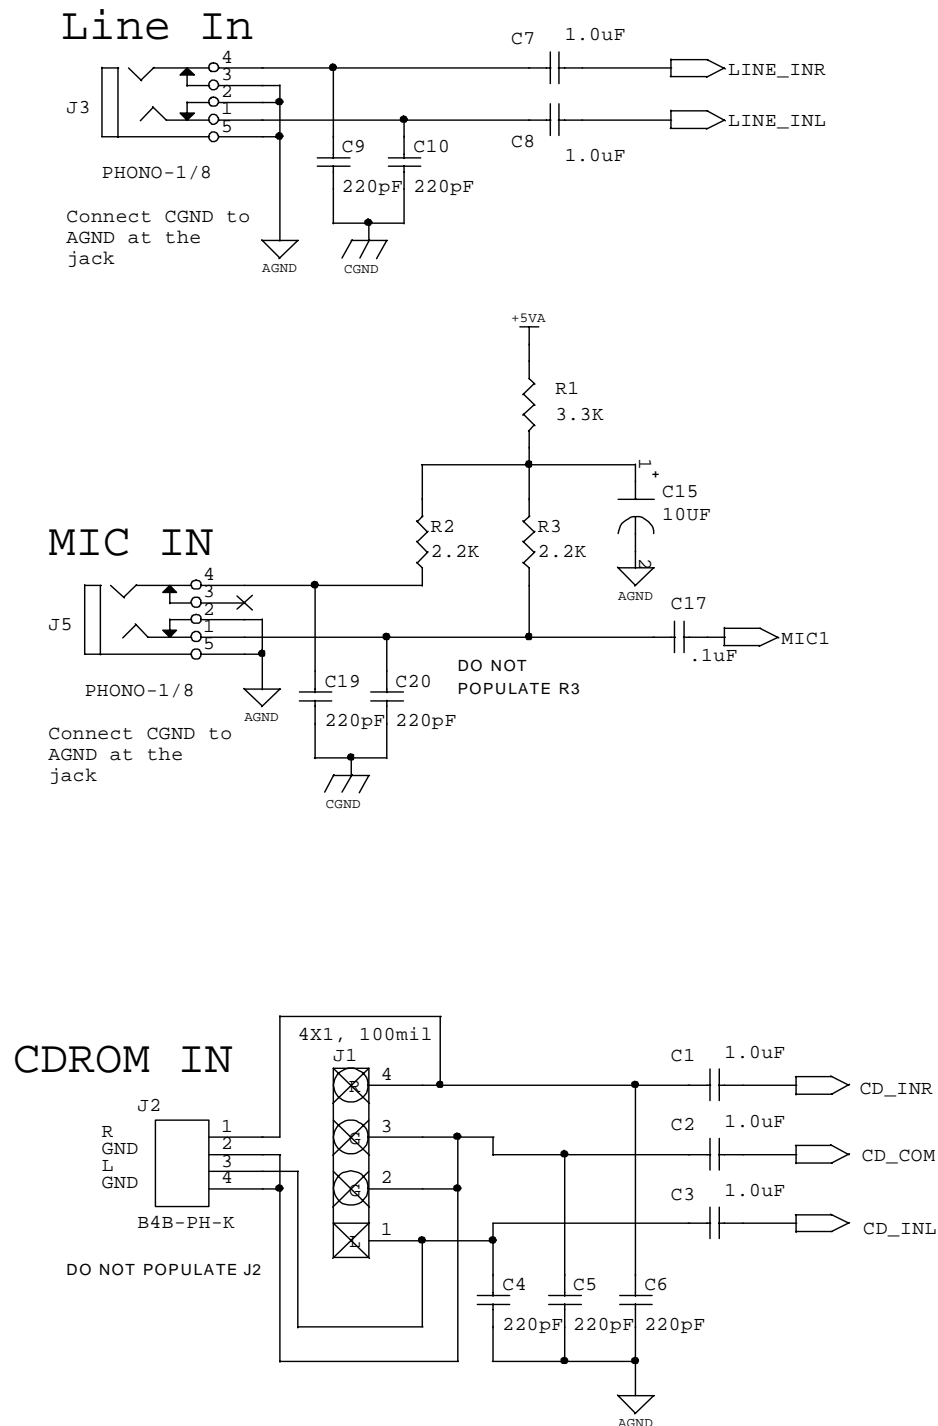 Line In
C7
1.0uF
4
3
2
1
5
J3
LINE_INR
LINE_INL
C8
1.0uF
C9
C10
220pF
220pF
PHONO-1/8
Connect CGND to
AGND at the
jack
AGND
CGND
+5VA
R1
3.3K
1
+
C15
10UF
2
AGND
R2
2.2K
R3
2.2K
MIC IN
4
3
2
1
5
J5
C17
.1uF
MIC1
DO NOT
POPULATE R3
C19
C20
220pF
220pF
PHONO-1/8
AGND
Connect CGND to
AGND at the
jack
CGND
CDROM IN
4X1, 100mil
J1
R
4
G
3
G
2
L
1
J2
R
GND
L
GND
1
2
3
4
B4B-PH-K
DO NOT POPULATE J2
C1
1.0uF
CD_INR
C2
1.0uF
CD_COM
C3
1.0uF
CD_INL
C4
C5
C6
220pF
220pF
220pF
AGND